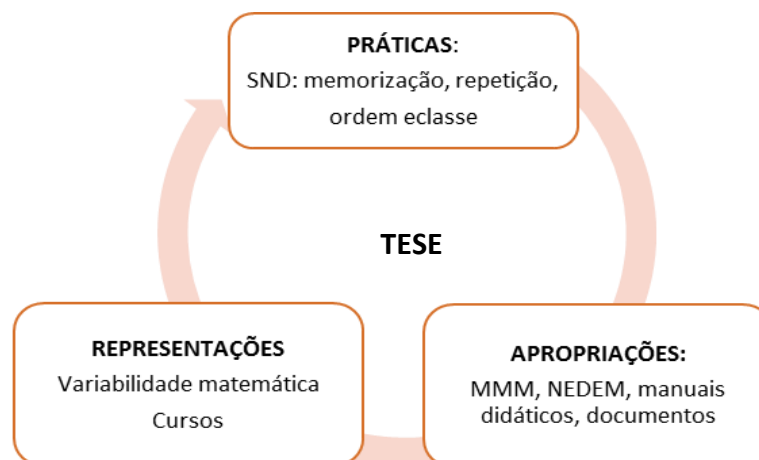 PRÁTICAS:
SND: memorização, repetição,
ordem eclasse
TESE
REPRESENTAÇÕES
Variabilidade matemática
Cursos
APROPRIAÇÕES:
MMM, NEDEM, manuais
didáticos, documentos